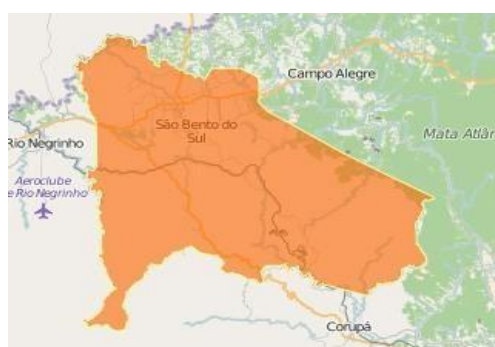 Campo Alegre
São Bento do
Sul
Mata Atlân
Rio Negrinho
Aeroclube
e Rio Negrinho
Corupá